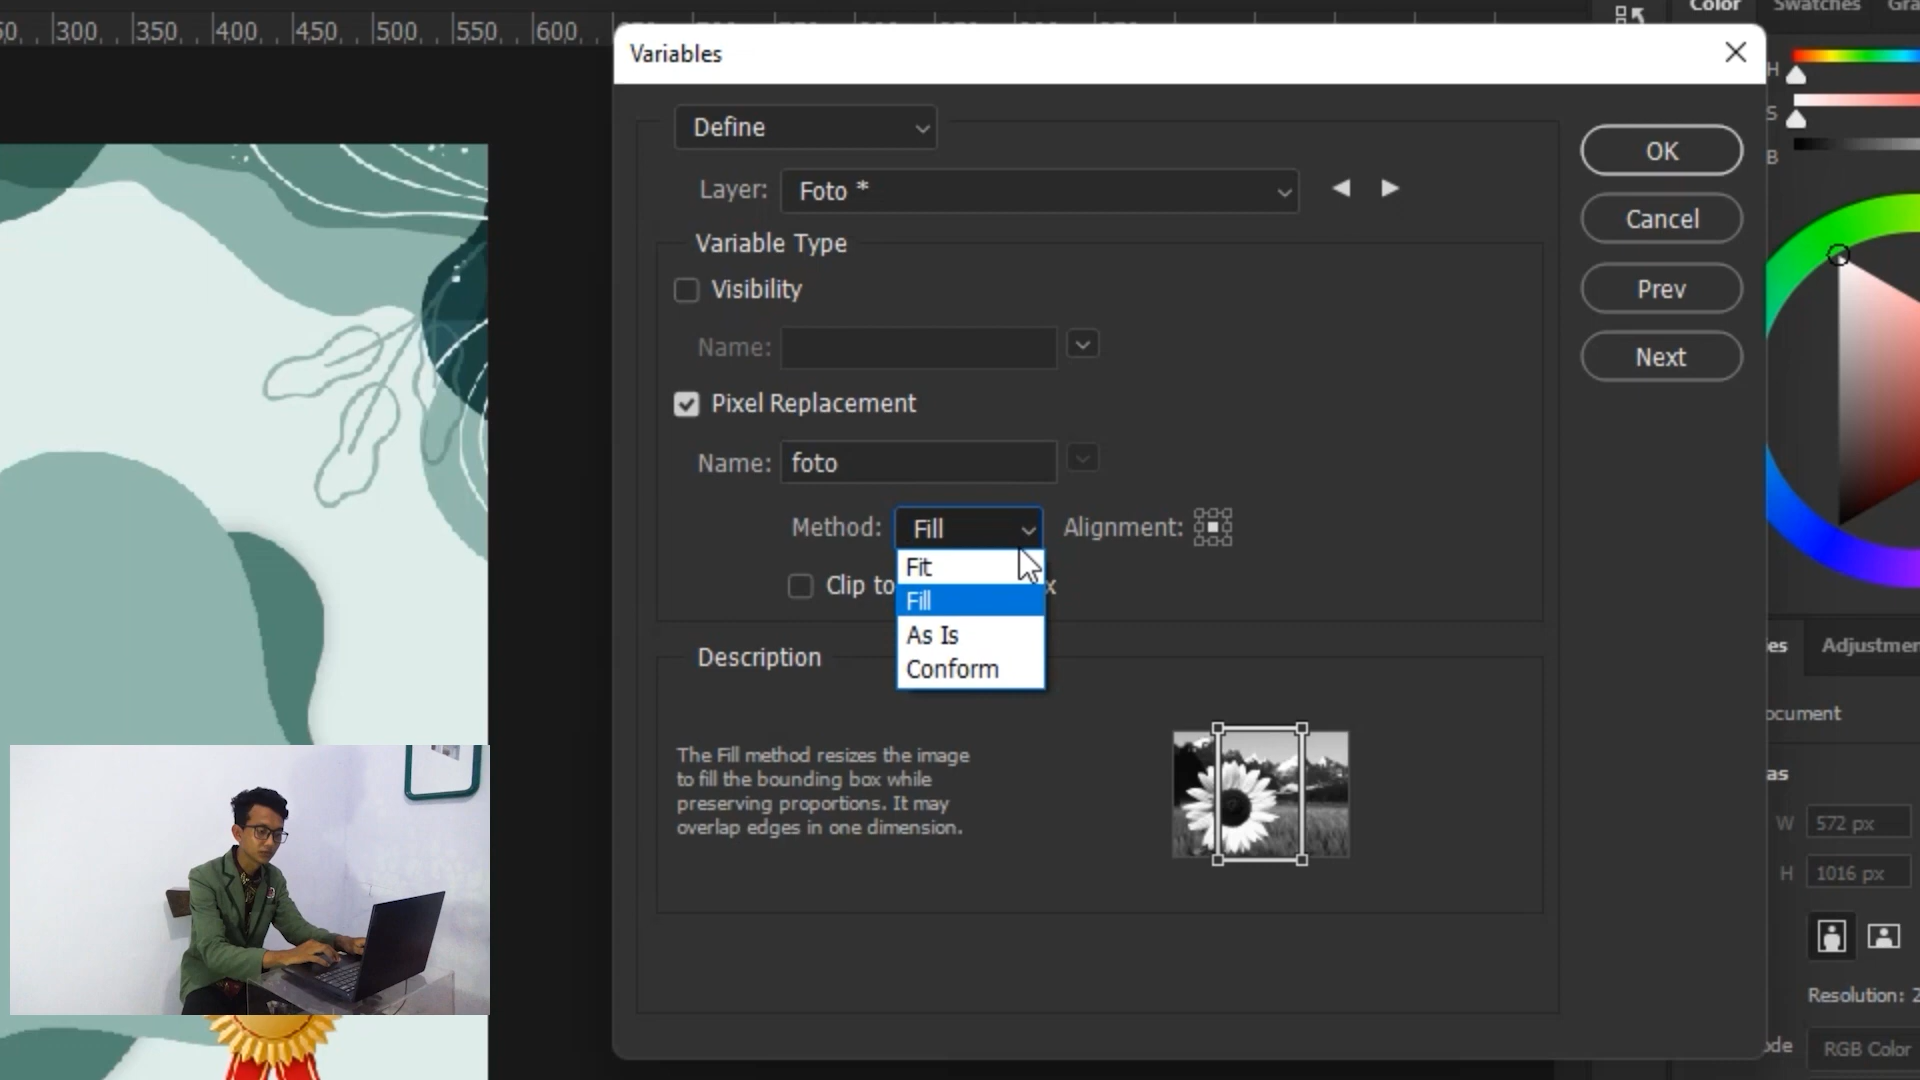 300
350
400
450
500
550
600
Color
Swatches
Variables
H
S
B
Define
OK
Layer:
Foto *
Cancel
Variable Type
Visibility
Prev
Name:
Next
Pixel Replacement
Name:
foto
Method:
Fill
Alignment:
Fit
Clip to
Fill
As Is
Adjustmen
Description
Conform
ocument
The Fill method resizes the image
to fill the bounding box while
preserving proportions. It may
overlap edges in one dimension.
W
572 px
H
1016 px
Resolution: 2
RGB Color